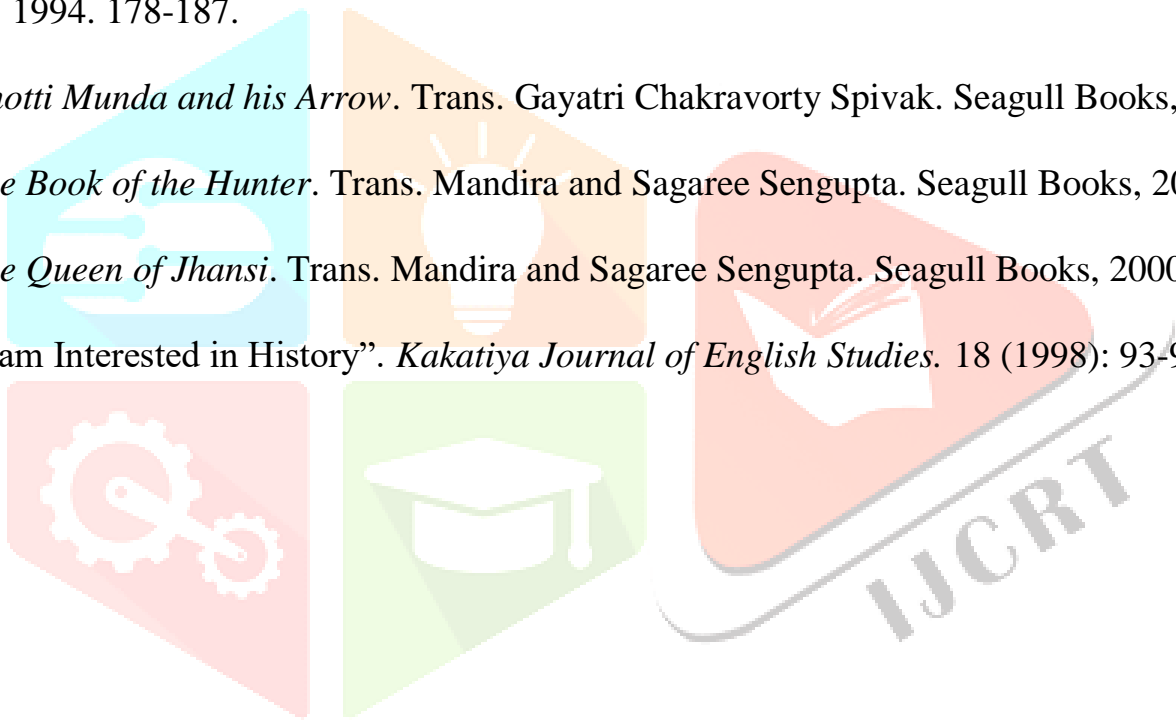 1994. 178-187.
hotti Munda and his Arrow. Trans. Gayatri Chakravorty Spivak. Seagull Books,
e Book of the Hunter. Trans. Mandira and Sagaree Sengupta. Seagull Books, 20
e Queen of Jhansi. Trans. Mandira and Sagaree Sengupta. Seagull Books, 2000
am Interested in History”. Kakatiya Journal of English Studies. 18 (1998): 93-9
IJCRT